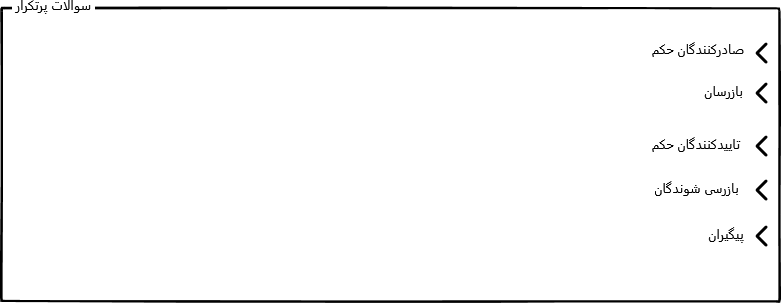 سوالات پرتکرار
صادرکنندگان حکم
بازرسان
تاییدکنندگان حکم
بازرسی شوندگان
پیگیران